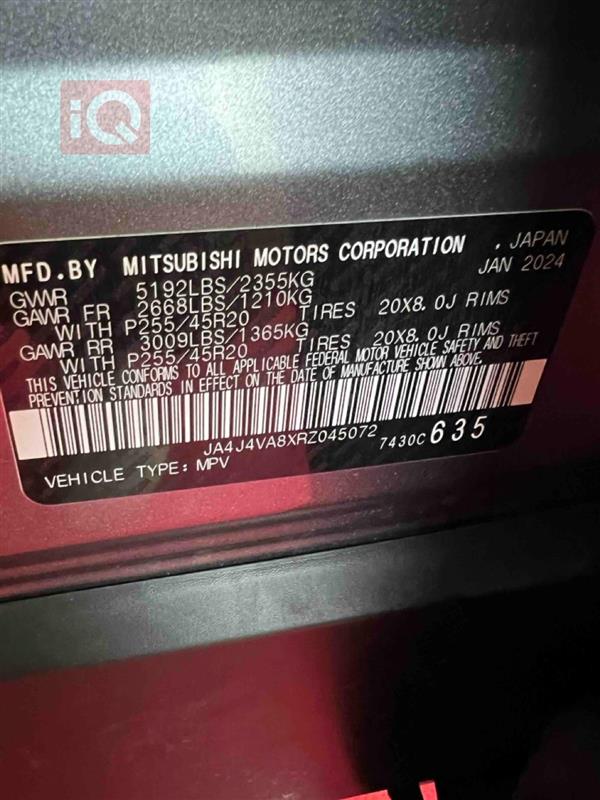 iQ
MFD.BY MITSUBISHI MOTORS CORPORATION , JAPAN
JAN 2024
GVWR 5192LBS/2355KG
GAWR FR 2668LBS/1210KG
WITH P255/45R20 TIRES 20X8.0J RIMS
GAWR RR 3009LBS/1365KG
WITH P255/45R20 TIRES 20X8.0J RIMS
THIS VEHICLE CONFORMS TO ALL APPLICABLE FEDERAL MOTOR VEHICLE SAFETY AND THEFT
PREVENTION STANDARDS IN EFFECT ON THE DATE OF MANUFACTURE SHOWN ABOVE.
JA4J4VA8XRZ045072
7430C 635
VEHICLE TYPE: MPV